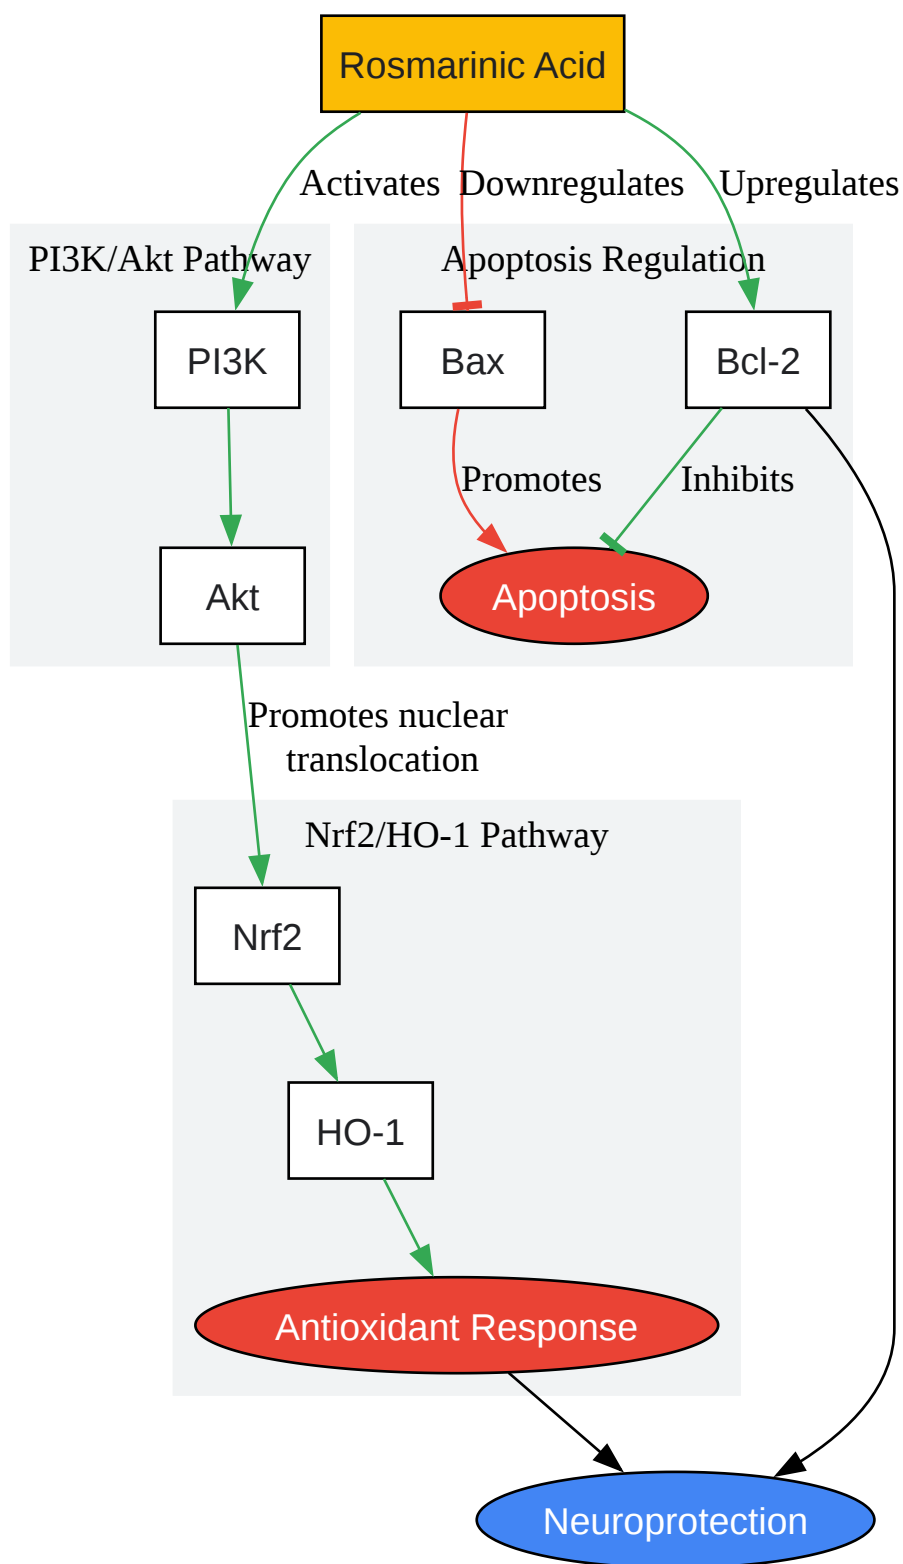 Rosmarinic Acid
Activates
Downregulates
Upregulates
PI3K/Akt Pathway
Apoptosis Regulation
PI3K
Bax
Bcl-2
Promotes
Inhibits
Akt
Apoptosis
Promotes nuclear
translocation
Nrf2/HO-1 Pathway
Nrf2
HO-1
Antioxidant Response
Neuroprotection